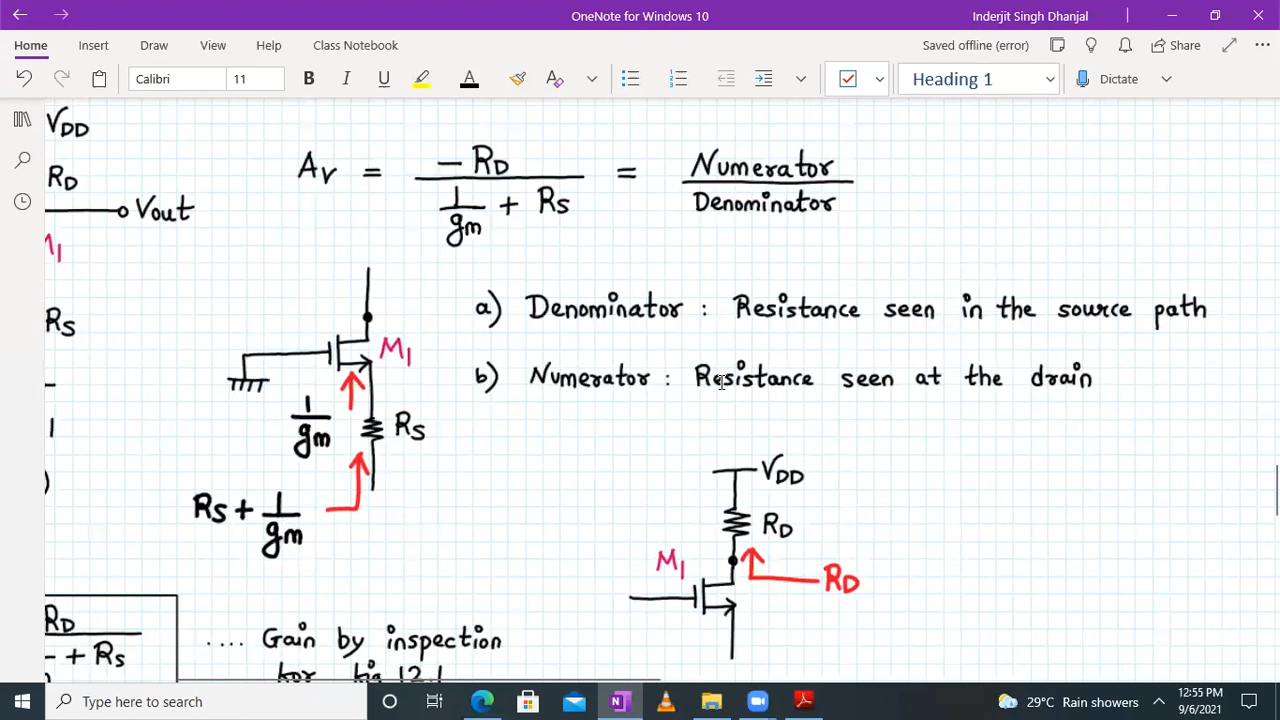 OneNote for Windows 10
Inderjit Singh Dhanjal
Home Insert Draw View Help Class Notebook
Saved offline (error)
Share
Calibri 11 B I U A Heading 1 Dictate
VDD
RD
Vout
M1
RS
Av = -RD / (1/gm + RS) = Numerator / Denominator
a) Denominator : Resistance seen in the source path
b) Numerator : Resistance seen at the drain
M1
1/gm
RS
RS + 1/gm
VDD
RD
M1
RD
RD
+ RS
.... Gain by inspection
for fig 12.1
Type here to search
29°C Rain showers
12:55 PM
9/6/2021